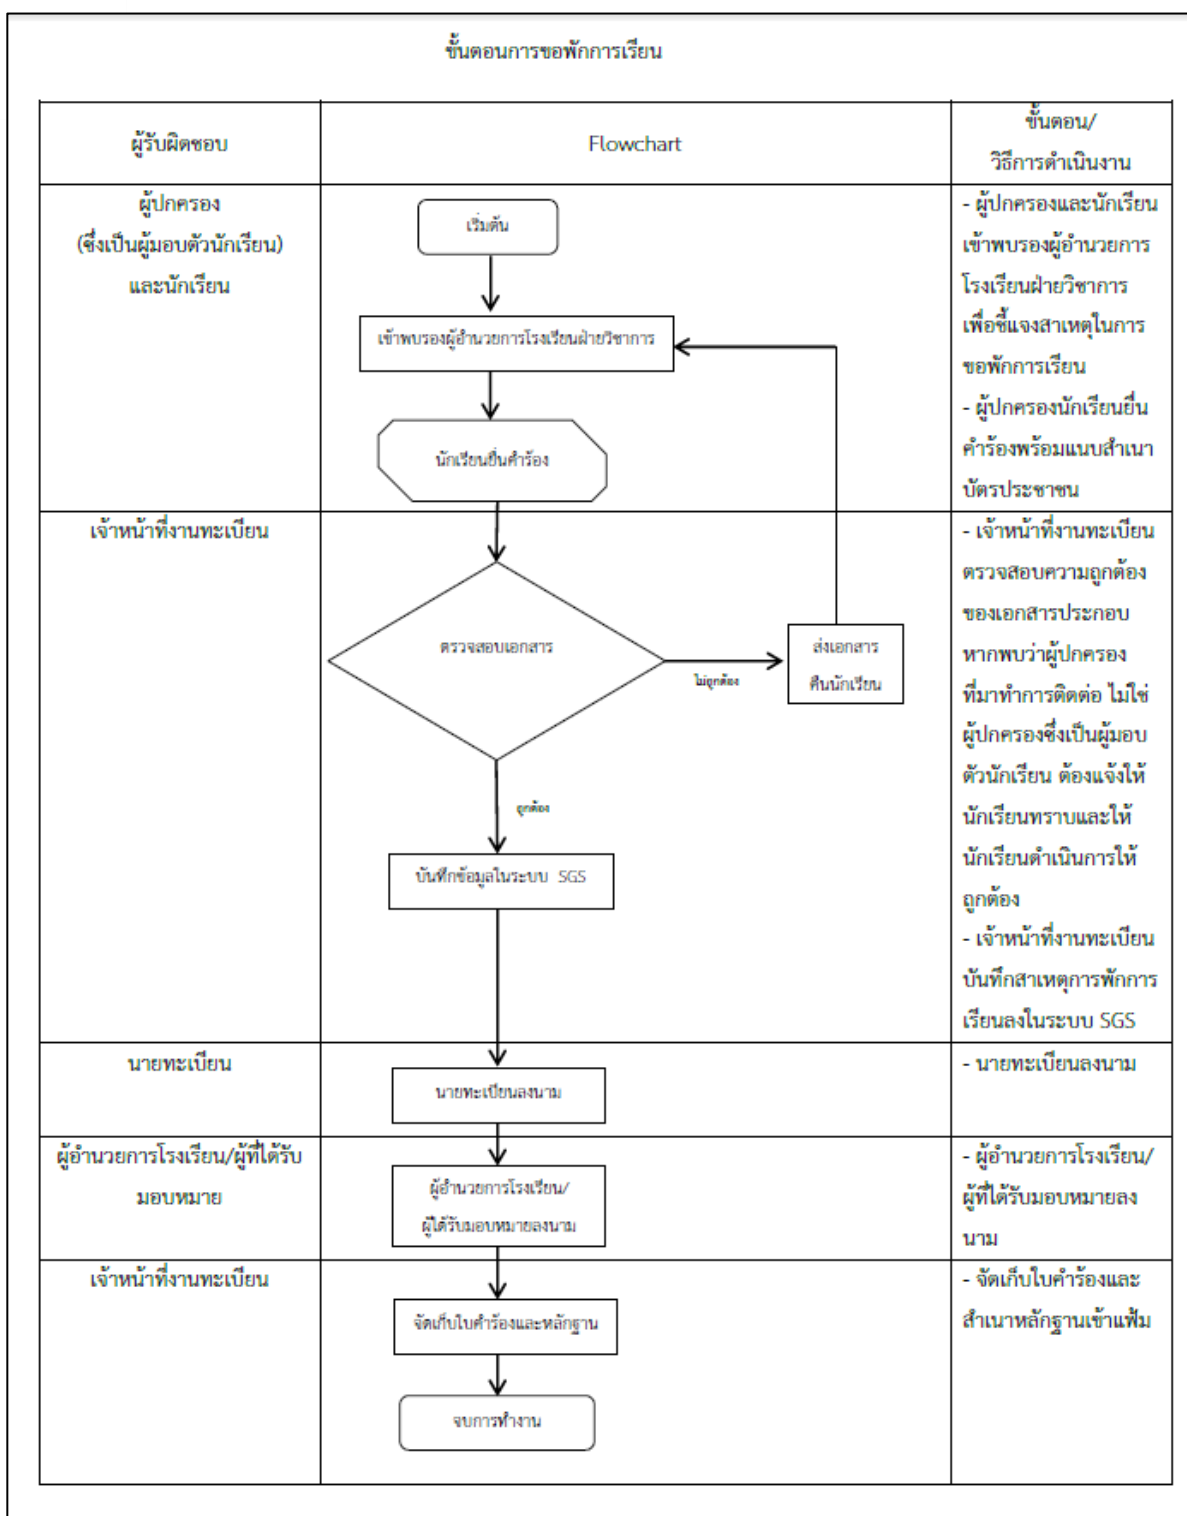 ขั้นตอนการขอพักการเรียน
ผู้รับผิดชอบ
Flowchart
ขั้นตอน/
วิธีการดำเนินงาน
ผู้ปกครอง
(ซึ่งเป็นผู้มอบตัวนักเรียน)
และนักเรียน
เริ่มต้น
เข้าพบรองผู้อำนวยการโรงเรียนฝ่ายวิชาการ
นักเรียนยื่นคำร้อง
- ผู้ปกครองและนักเรียน
เข้าพบรองผู้อำนวยการ
โรงเรียนฝ่ายวิชาการ
เพื่อชี้แจงสาเหตุในการ
ขอพักการเรียน
- ผู้ปกครองนักเรียนยื่น
คำร้องพร้อมแนบสำเนา
บัตรประชาชน
เจ้าหน้าที่งานทะเบียน
ตรวจสอบเอกสาร
ไม่ถูกต้อง
ส่งเอกสาร
คืนนักเรียน
ถูกต้อง
บันทึกข้อมูลในระบบ SGS
- เจ้าหน้าที่งานทะเบียน
ตรวจสอบความถูกต้อง
ของเอกสารประกอบ
หากพบว่าผู้ปกครอง
ที่มาทำการติดต่อ ไม่ใช่
ผู้ปกครองซึ่งเป็นผู้มอบ
ตัวนักเรียน ต้องแจ้งให้
นักเรียนทราบและให้
นักเรียนดำเนินการให้
ถูกต้อง
- เจ้าหน้าที่งานทะเบียน
บันทึกสาเหตุการพักการ
เรียนลงในระบบ SGS
นายทะเบียน
นายทะเบียนลงนาม
- นายทะเบียนลงนาม
ผู้อำนวยการโรงเรียน/ผู้ที่ได้รับ
มอบหมาย
ผู้อำนวยการโรงเรียน/
ผู้ได้รับมอบหมายลงนาม
- ผู้อำนวยการโรงเรียน/
ผู้ที่ได้รับมอบหมายลง
นาม
เจ้าหน้าที่งานทะเบียน
จัดเก็บใบคำร้องและหลักฐาน
จบการทำงาน
- จัดเก็บใบคำร้องและ
สำเนาหลักฐานเข้าแฟ้ม